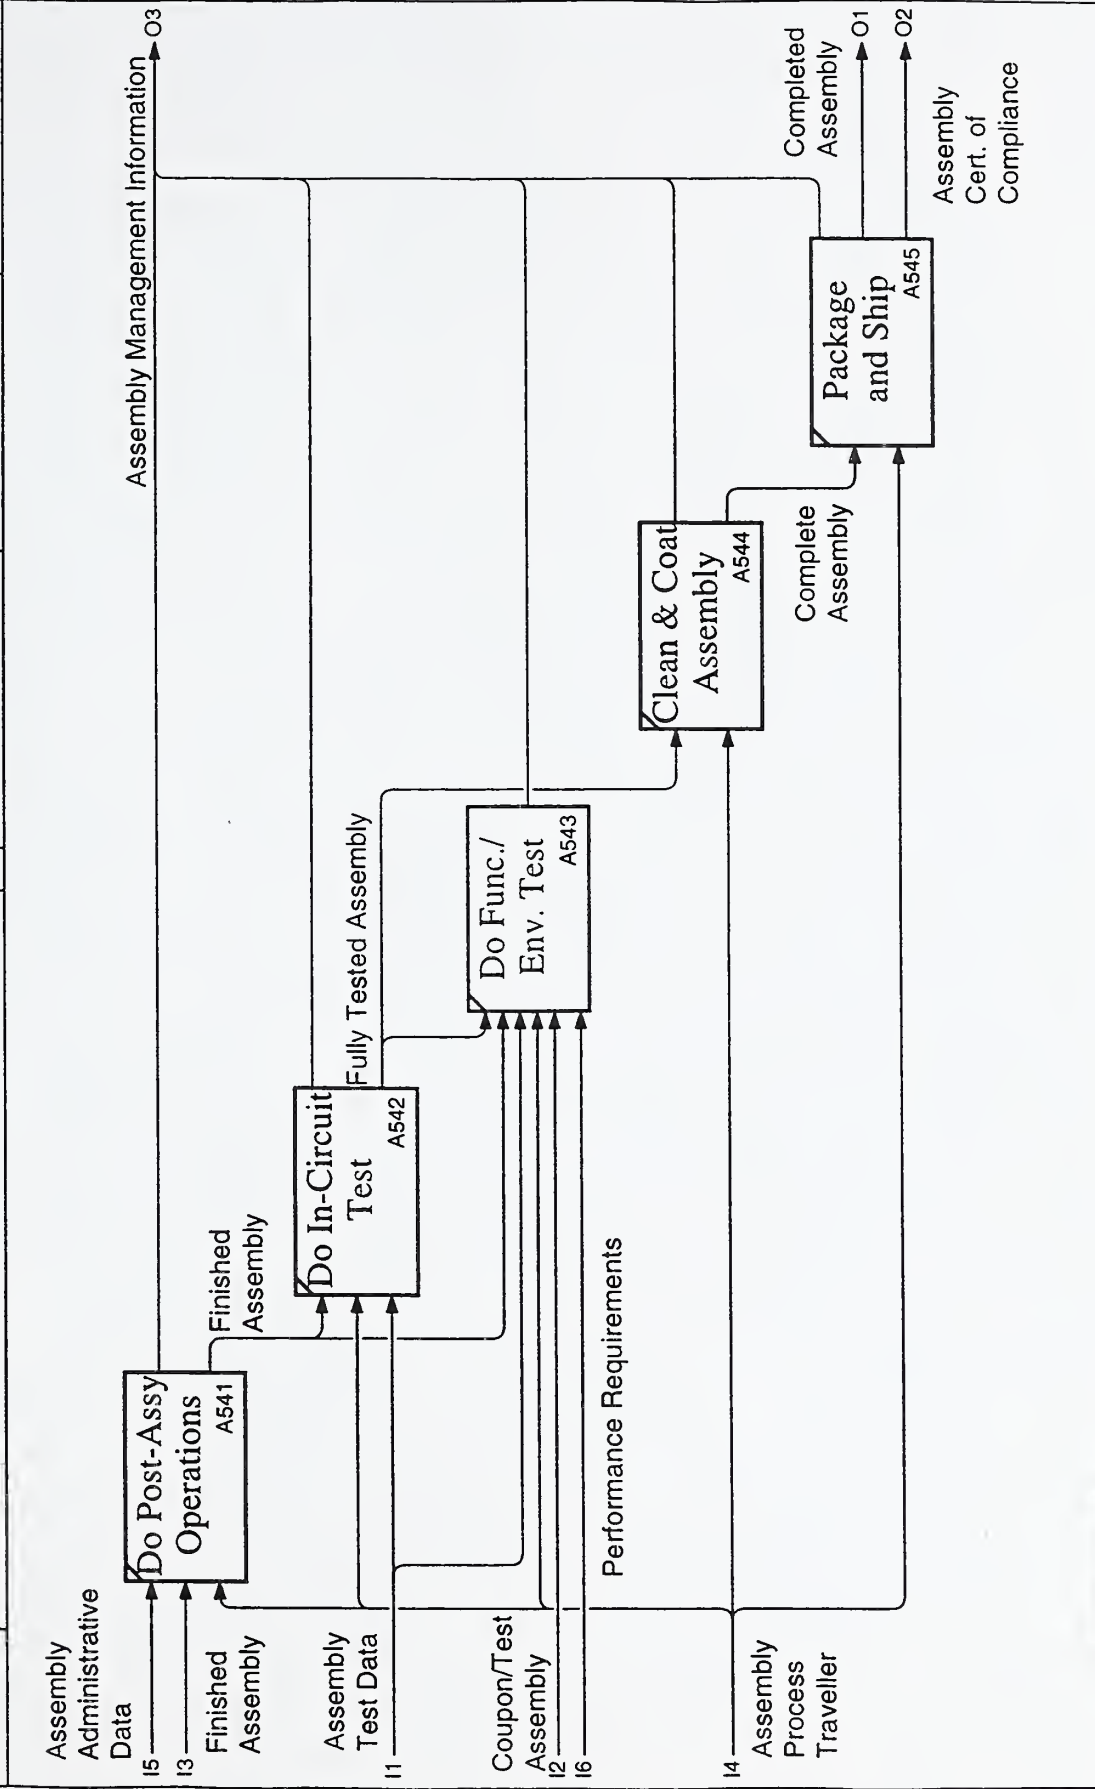 Assembly
Administrative
Data
I5
I3
Finished
Assembly
Assembly
Test Data
I1
Coupon/Test
Assembly
I2
I6
Performance Requirements
I4
Assembly
Process
Traveller
Do Post-Assy
Operations
A541
Finished
Assembly
Do In-Circuit
Test
A542
Fully Tested Assembly
Do Func./
Env. Test
A543
Clean & Coat
Assembly
A544
Complete
Assembly
Package
and Ship
A545
Assembly Management Information
O3
Completed
Assembly
O1
O2
Assembly
Cert. of
Compliance